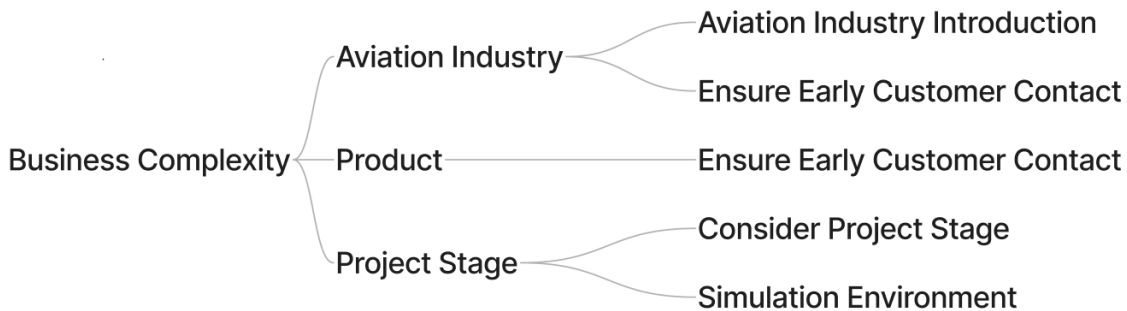 Aviation Industry Introduction
Aviation Industry
Ensure Early Customer Contact
Business Complexity
Product
Ensure Early Customer Contact
Consider Project Stage
Project Stage
Simulation Environment